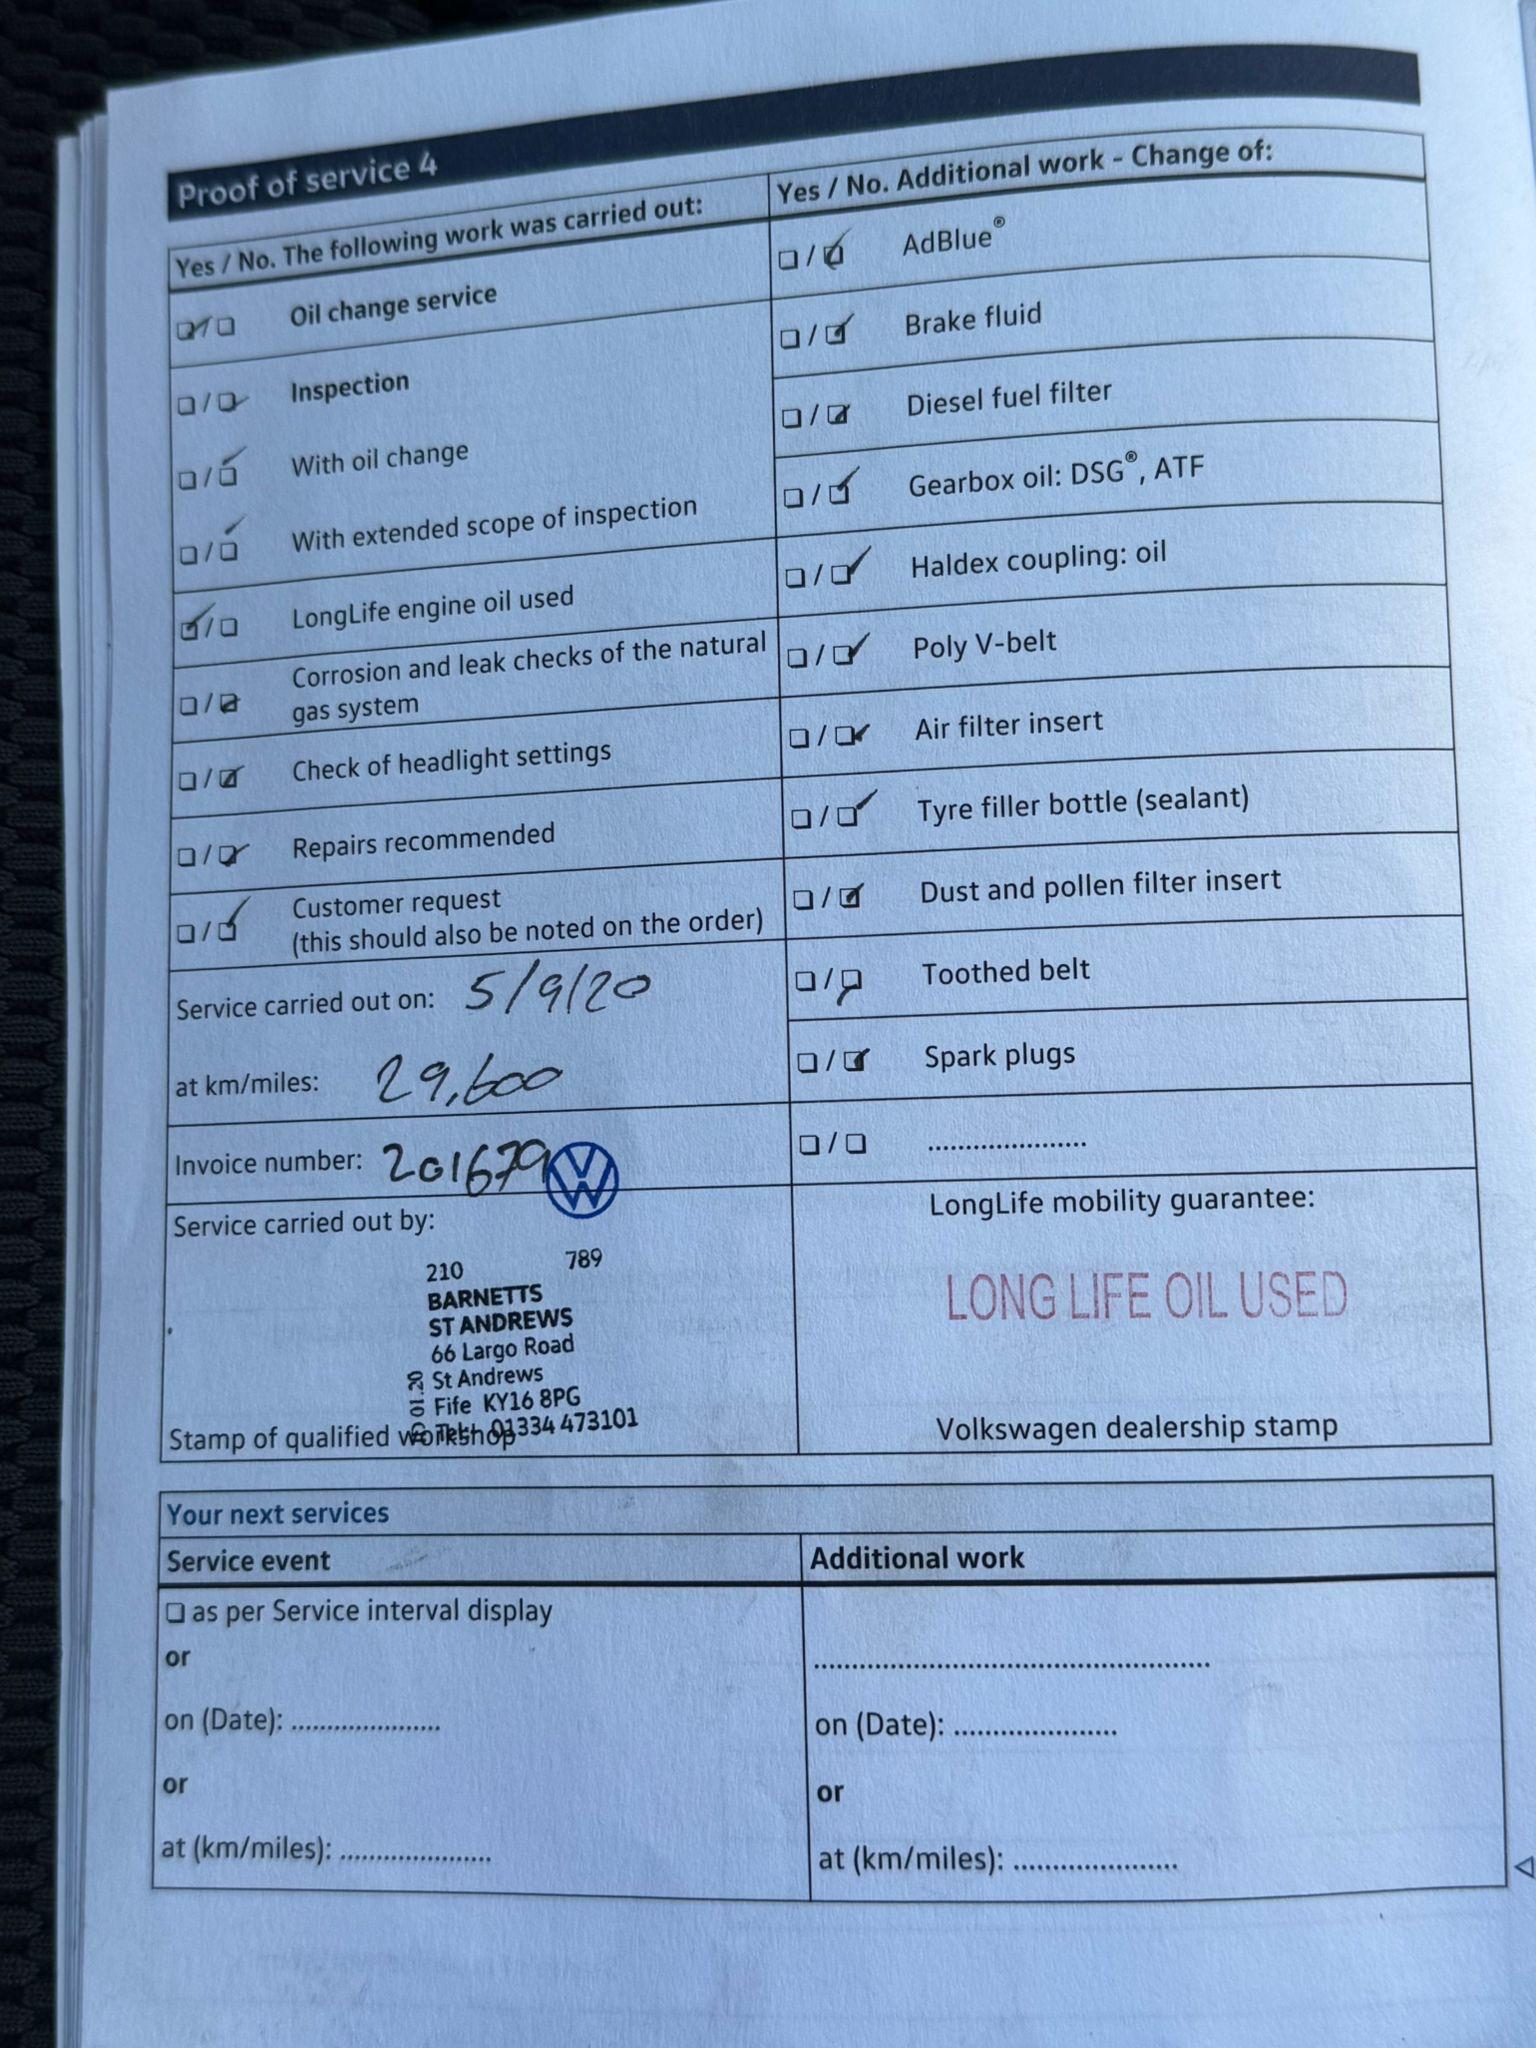 Proof of service 4
Yes / No. The following work was carried out:
Oil change service
Inspection
With oil change
With extended scope of inspection
LongLife engine oil used
Corrosion and leak checks of the natural
gas system
Check of headlight settings
Repairs recommended
Customer request
(this should also be noted on the order)
Service carried out on: 5/9/20
at km/miles: 29,600
Invoice number: 201679
Service carried out by:
210 789
BARNETTS
ST ANDREWS
66 Largo Road
St Andrews
Fife KY16 8PG
Tel: 01334 473101
Stamp of qualified workshop
Yes / No. Additional work - Change of:
AdBlue®
Brake fluid
Diesel fuel filter
Gearbox oil: DSG®, ATF
Haldex coupling: oil
Poly V-belt
Air filter insert
Tyre filler bottle (sealant)
Dust and pollen filter insert
Toothed belt
Spark plugs
.....................
LongLife mobility guarantee:
LONG LIFE OIL USED
Volkswagen dealership stamp
Your next services
Service event
as per Service interval display
or
on (Date): .....................
or
at (km/miles): .....................
Additional work
.....................
on (Date): .....................
or
at (km/miles): .....................